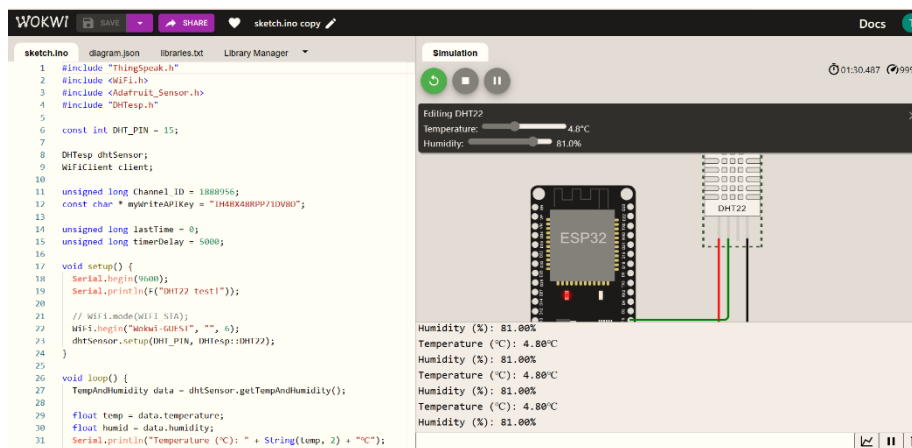 WOKWI SAVE SHARE sketch.ino copy Docs
sketch.ino diagram.json libraries.txt Library Manager
1 #include "ThingSpeak.h"
2 #include <WiFi.h>
3 #include <Adafruit_Sensor.h>
4 #include "DHTesp.h"
5
6 const int DHT_PIN = 15;
7
8 DHTesp dhtSensor;
9 WiFiClient client;
10
11 unsigned long Channel_ID = 1888956;
12 const char * myWriteAPIKey = "IH4BX48RPP71DV8O";
13
14 unsigned long lastTime = 0;
15 unsigned long timerDelay = 5000;
16
17 void setup() {
18 Serial.begin(9600);
19 Serial.println(F("DHT22 test!"));
20
21 // WiFi.mode(WIFI_STA);
22 WiFi.begin("Wokwi-GUEST", "", 6);
23 dhtSensor.setup(DHT_PIN, DHTesp::DHT22);
24 }
25
26 void loop() {
27 TempAndHumidity data = dhtSensor.getTempAndHumidity();
28
29 float temp = data.temperature;
30 float humid = data.humidity;
31 Serial.println("Temperature (℃): " + String(temp, 2) + "℃");
Simulation
01:30.487 99
Editing DHT22
Temperature: 4.8°C
Humidity: 81.0%
DHT22
ESP32
Humidity (%): 81.00%
Temperature (℃): 4.80℃
Humidity (%): 81.00%
Temperature (℃): 4.80℃
Humidity (%): 81.00%
Temperature (℃): 4.80℃
Humidity (%): 81.00%